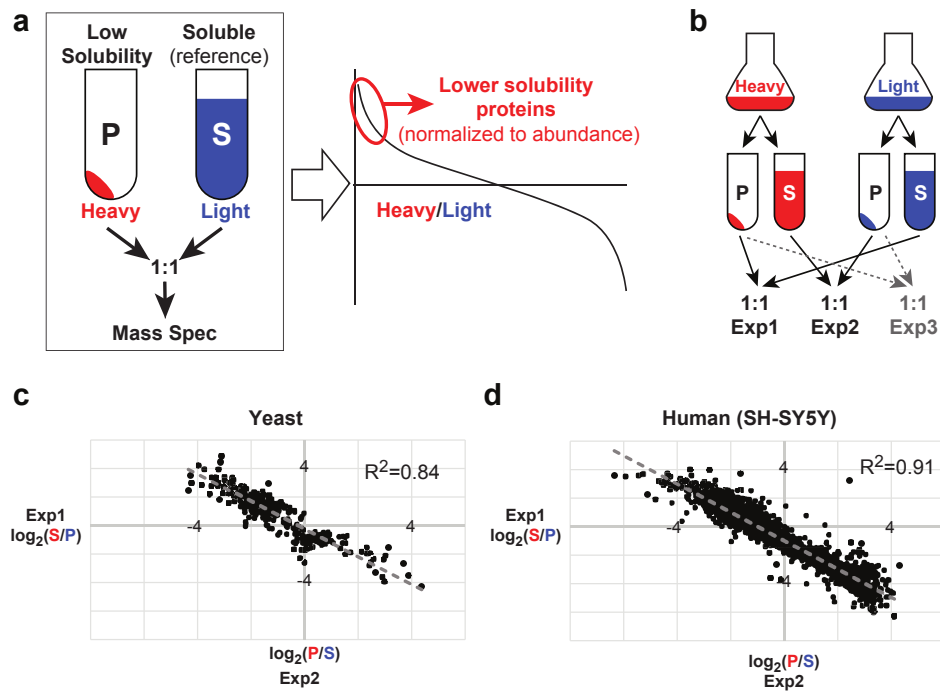 a
Low
Solubility
Soluble
(reference)
P
S
Heavy
Light
1:1
Mass Spec
Lower solubility
proteins
(normalized to abundance)
Heavy/Light
b
Heavy
Light
P
S
P
S
1:1
Exp1
1:1
Exp2
1:1
Exp3
c
Yeast
Exp1
log2(S/P)
4
-4
4
-4
R2=0.84
log2(P/S)
Exp2
d
Human (SH-SY5Y)
Exp1
log2(S/P)
4
-4
4
-4
R2=0.91
log2(P/S)
Exp2